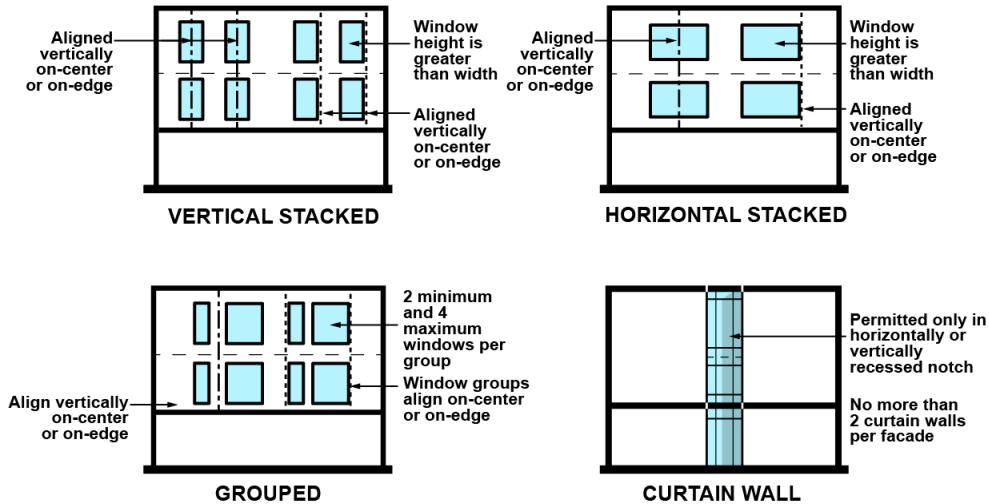 Aligned
vertically
on-center
or on-edge
Window
height is
greater
than width
Aligned
vertically
on-center
or on-edge
VERTICAL STACKED
Aligned
vertically
on-center
or on-edge
Window
height is
greater
than width
Aligned
vertically
on-center
or on-edge
HORIZONTAL STACKED
2 minimum
and 4
maximum
windows per
group
Window groups
align on-center
or on-edge
Align vertically
on-center
or on-edge
GROUPED
Permitted only in
horizontally or
vertically
recessed notch
No more than
2 curtain walls
per facade
CURTAIN WALL